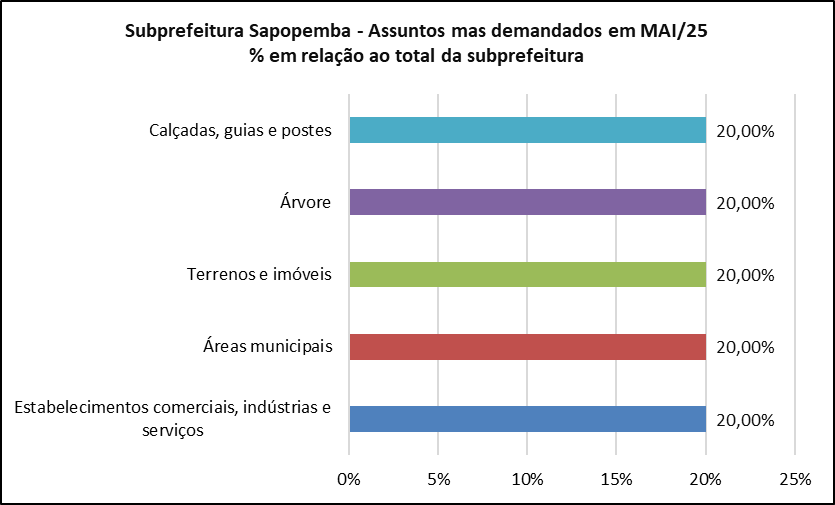 Subprefeitura Sapopemba - Assuntos mas demandados em MAI/25
% em relação ao total da subprefeitura
Calçadas, guias e postes
20,00%
Árvore
20,00%
Terrenos e imóveis
20,00%
Áreas municipais
20,00%
Estabelecimentos comerciais, indústrias e
serviços
20,00%
0% 5% 10% 15% 20% 25%